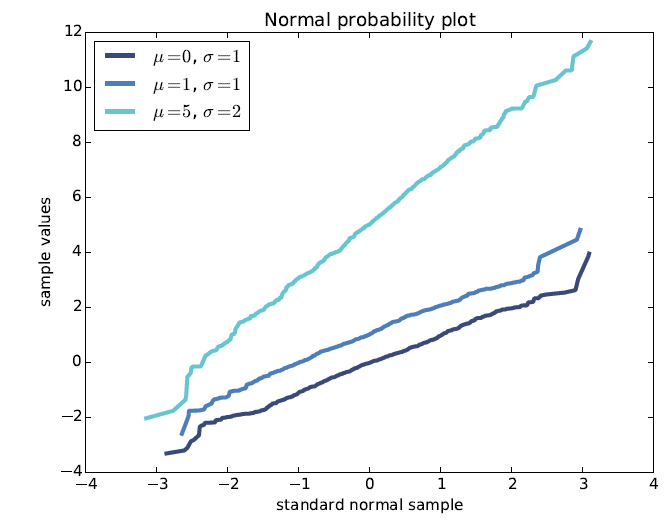 Normal probability plot
μ=0, σ=1
μ=1, σ=1
μ=5, σ=2
sample values
12
10
8
6
4
2
0
−2
−4
−4 −3 −2 −1 0 1 2 3 4
standard normal sample